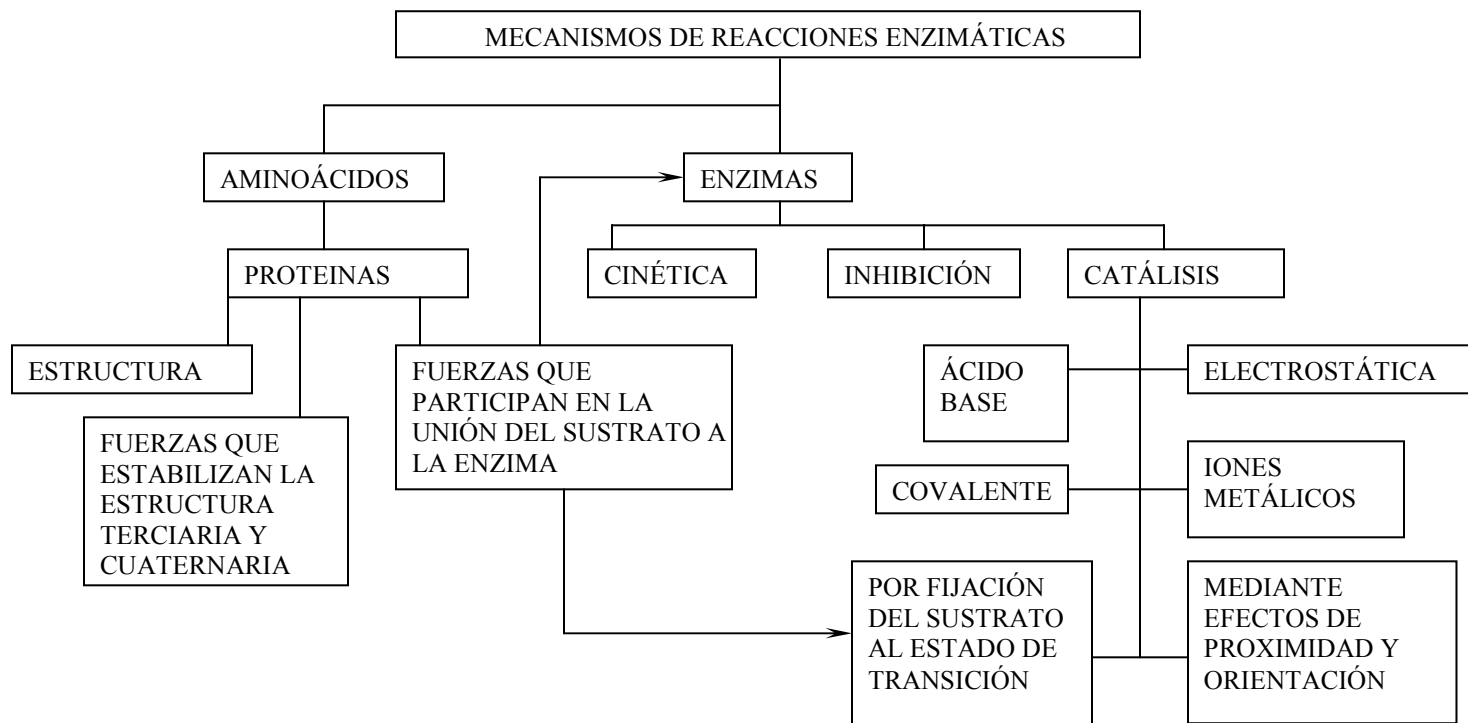 MECANISMOS DE REACCIONES ENZIMÁTICAS
AMINOÁCIDOS
ENZIMAS
PROTEINAS
CINÉTICA
INHIBICIÓN
CATÁLISIS
ESTRUCTURA
FUERZAS QUE
PARTICIPAN EN LA
UNIÓN DEL SUSTRATO A
LA ENZIMA
ÁCIDO
BASE
ELECTROSTÁTICA
FUERZAS QUE
ESTABILIZAN LA
ESTRUCTURA
TERCIARIA Y
CUATERNARIA
COVALENTE
IONES
METÁLICOS
POR FIJACIÓN
DEL SUSTRATO
AL ESTADO DE
TRANSICIÓN
MEDIANTE
EFECTOS DE
PROXIMIDAD Y
ORIENTACIÓN